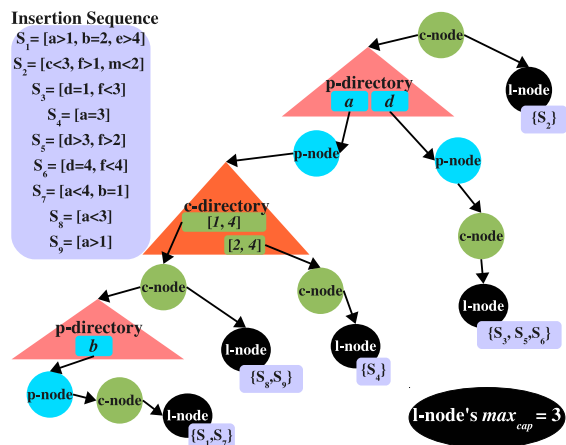 Insertion Sequence
S1= [a>1, b=2, e>4]
S2= [c<3, f>1, m<2]
S3= [d=1, f<3]
S4= [a=3]
S5= [d>3, f>2]
S6= [d=4, f<4]
S7= [a<4, b=1]
S8= [a<3]
S9= [a>1]
c-node
l-node
{S2}
p-directory
a d
p-node
p-node
c-directory
[1, 4]
[2, 4]
c-node
c-node
c-node
l-node
{S3, S5,S6}
p-directory
b
l-node
{S8,S9}
l-node
{S4}
p-node
c-node
l-node
{S1,S7}
l-node's maxcap = 3